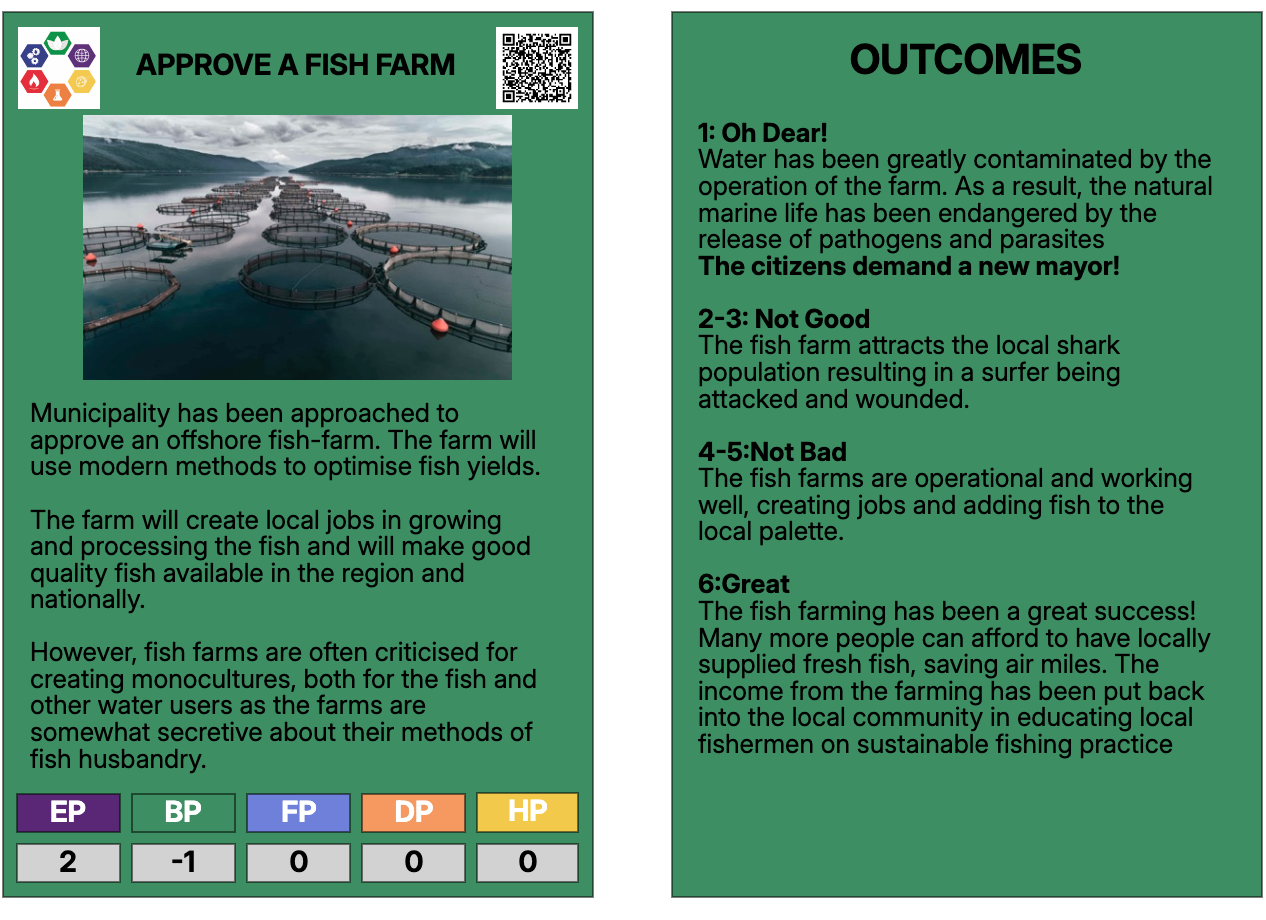 APPROVE A FISH FARM
Municipality has been approached to
approve an offshore fish-farm. The farm will
use modern methods to optimise fish yields.
The farm will create local jobs in growing
and processing the fish and will make good
quality fish available in the region and
nationally.
However, fish farms are often criticised for
creating monocultures, both for the fish and
other water users as the farms are
somewhat secretive about their methods of
fish husbandry.
EP BP FP DP HP
2 -1 0 0 0
OUTCOMES
1: Oh Dear!
Water has been greatly contaminated by the
operation of the farm. As a result, the natural
marine life has been endangered by the
release of pathogens and parasites
The citizens demand a new mayor!
2-3: Not Good
The fish farm attracts the local shark
population resulting in a surfer being
attacked and wounded.
4-5:Not Bad
The fish farms are operational and working
well, creating jobs and adding fish to the
local palette.
6:Great
The fish farming has been a great success!
Many more people can afford to have locally
supplied fresh fish, saving air miles. The
income from the farming has been put back
into the local community in educating local
fishermen on sustainable fishing practice